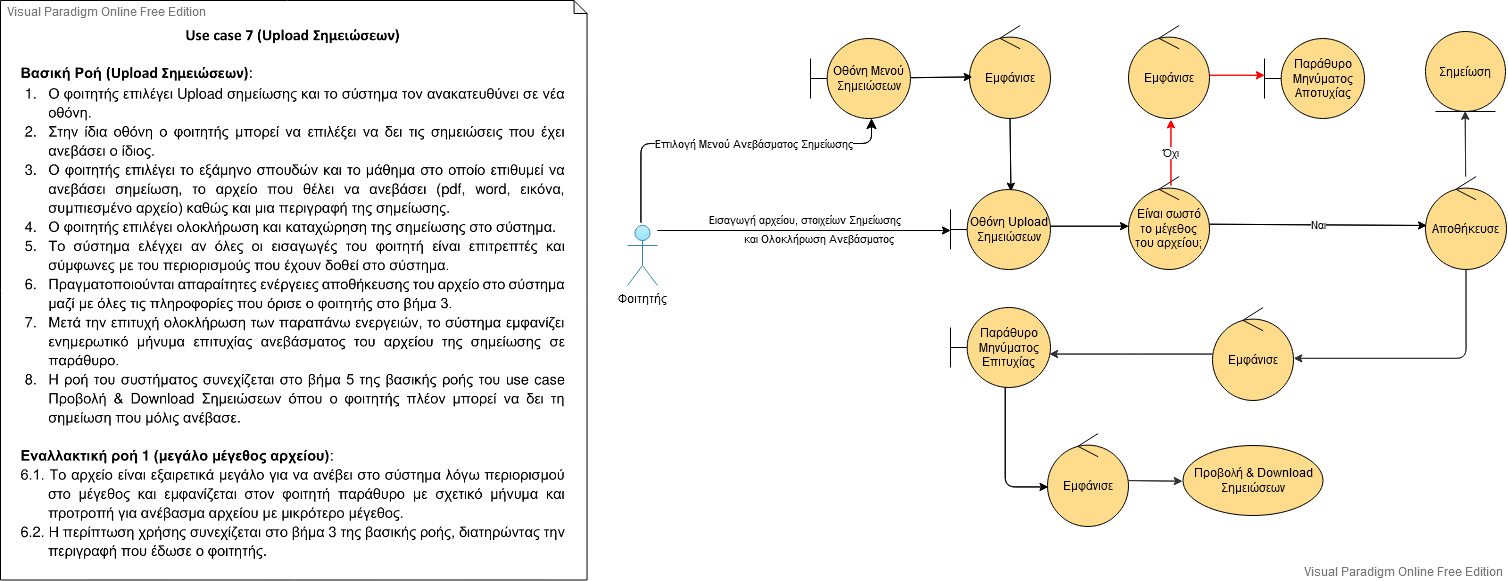 Visual Paradigm Online Free Edition
Use case 7 (Upload Σημειώσεων)
Βασική Ροή (Upload Σημειώσεων):
1. Ο φοιτητής επιλέγει Upload σημείωσης και το σύστημα τον ανακατευθύνει σε νέα
οθόνη.
2. Στην ίδια οθόνη ο φοιτητής μπορεί να επιλέξει να δει τις σημειώσεις που έχει
ανεβάσει ο ίδιος.
3. Ο φοιτητής επιλέγει το εξάμηνο σπουδών και το μάθημα στο οποίο επιθυμεί να
ανεβάσει σημείωση, το αρχείο που θέλει να ανεβάσει (pdf, word, εικόνα,
συμπιεσμένο αρχείο) καθώς και μια περιγραφή της σημείωσης.
4. Ο φοιτητής επιλέγει ολοκλήρωση και καταχώρηση της σημείωσης στο σύστημα.
5. Το σύστημα ελέγχει αν όλες οι εισαγωγές του φοιτητή είναι επιτρεπτές και
σύμφωνες με του περιορισμούς που έχουν δοθεί στο σύστημα.
6. Πραγματοποιούνται απαραίτητες ενέργειες αποθήκευσης του αρχείο στο σύστημα
μαζί με όλες τις πληροφορίες που όρισε ο φοιτητής στο βήμα 3.
7. Μετά την επιτυχή ολοκλήρωση των παραπάνω ενεργειών, το σύστημα εμφανίζει
ενημερωτικό μήνυμα επιτυχίας ανεβάσματος του αρχείου της σημείωσης σε
παράθυρο.
8. Η ροή του συστήματος συνεχίζεται στο βήμα 5 της βασικής ροής του use case
Προβολή & Download Σημειώσεων όπου ο φοιτητής πλέον μπορεί να δει τη
σημείωση που μόλις ανέβασε.
Εναλλακτική ροή 1 (μεγάλο μέγεθος αρχείου):
6.1. Το αρχείο είναι εξαιρετικά μεγάλο για να ανέβει στο σύστημα λόγω περιορισμού
στο μέγεθος και εμφανίζεται στον φοιτητή παράθυρο με σχετικό μήνυμα και
προτροπή για ανέβασμα αρχείου με μικρότερο μέγεθος.
6.2. Η περίπτωση χρήσης συνεχίζεται στο βήμα 3 της βασικής ροής, διατηρώντας την
περιγραφή που έδωσε ο φοιτητής.
Οθόνη Μενού
Σημειώσεων
Εμφάνισε
Εμφάνισε
Παράθυρο
Μηνύματος
Αποτυχίας
Σημείωση
Επιλογή Μενού Ανεβάσματος Σημείωσης
Όχι
Εισαγωγή αρχείου, στοιχείων Σημείωσης
και Ολοκλήρωση Ανεβάσματος
Οθόνη Upload
Σημειώσεων
Είναι σωστό
το μέγεθος
του αρχείου;
Ναι
Αποθήκευσε
Φοιτητής
Παράθυρο
Μηνύματος
Επιτυχίας
Εμφάνισε
Εμφάνισε
Προβολή & Download
Σημειώσεων
Visual Paradigm Online Free Edition